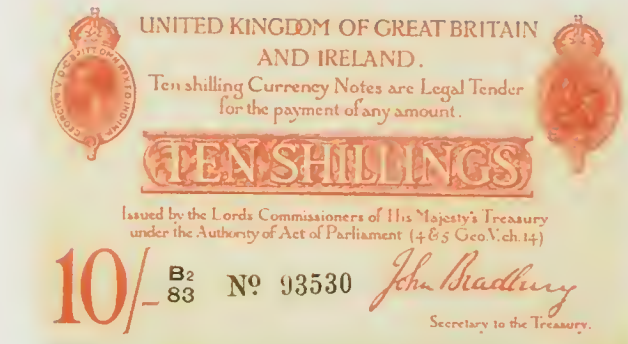 UNITED KINGDOM OF GREAT BRITAIN
AND IRELAND.
Ten shilling Currency Notes are Legal Tender
for the payment of any amount.
TEN SHILLINGS
Issued by the Lords Commissioners of His Majesty's Treasury
under the Authority of Act of Parliament (4 & 5 Geo.V. ch.14)
10/- B2 83 Nº 93530 John Bradbury
Secretary to the Treasury.